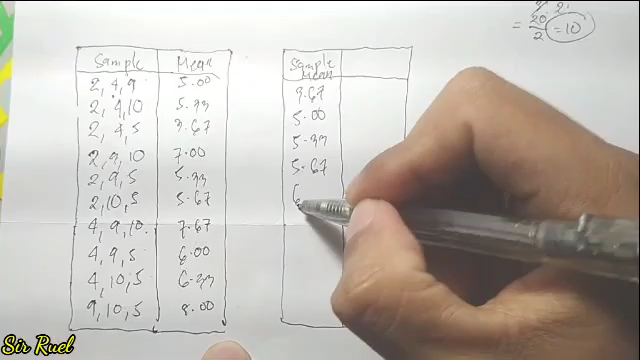 2!
= 20/2 = 10
Sample Mean
2, 4, 9 5.00
2, 4, 10 5.33
2, 4, 5 3.67
2, 9, 10 7.00
2, 9, 5 5.33
2, 10, 5 5.67
4, 9, 10 7.67
4, 9, 5 6.00
4, 10, 5 6.33
9, 10, 5 8.00
Sample
Mean
3.67
5.00
5.33
5.67
6
Sir Ruel